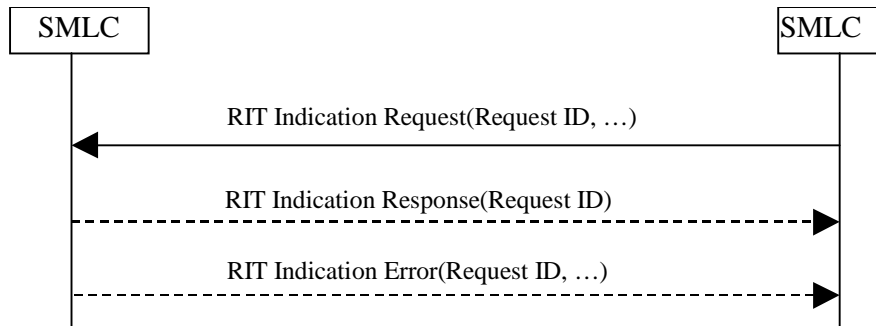 SMLC
SMLC
RIT Indication Request(Request ID, …)
RIT Indication Response(Request ID)
RIT Indication Error(Request ID, …)